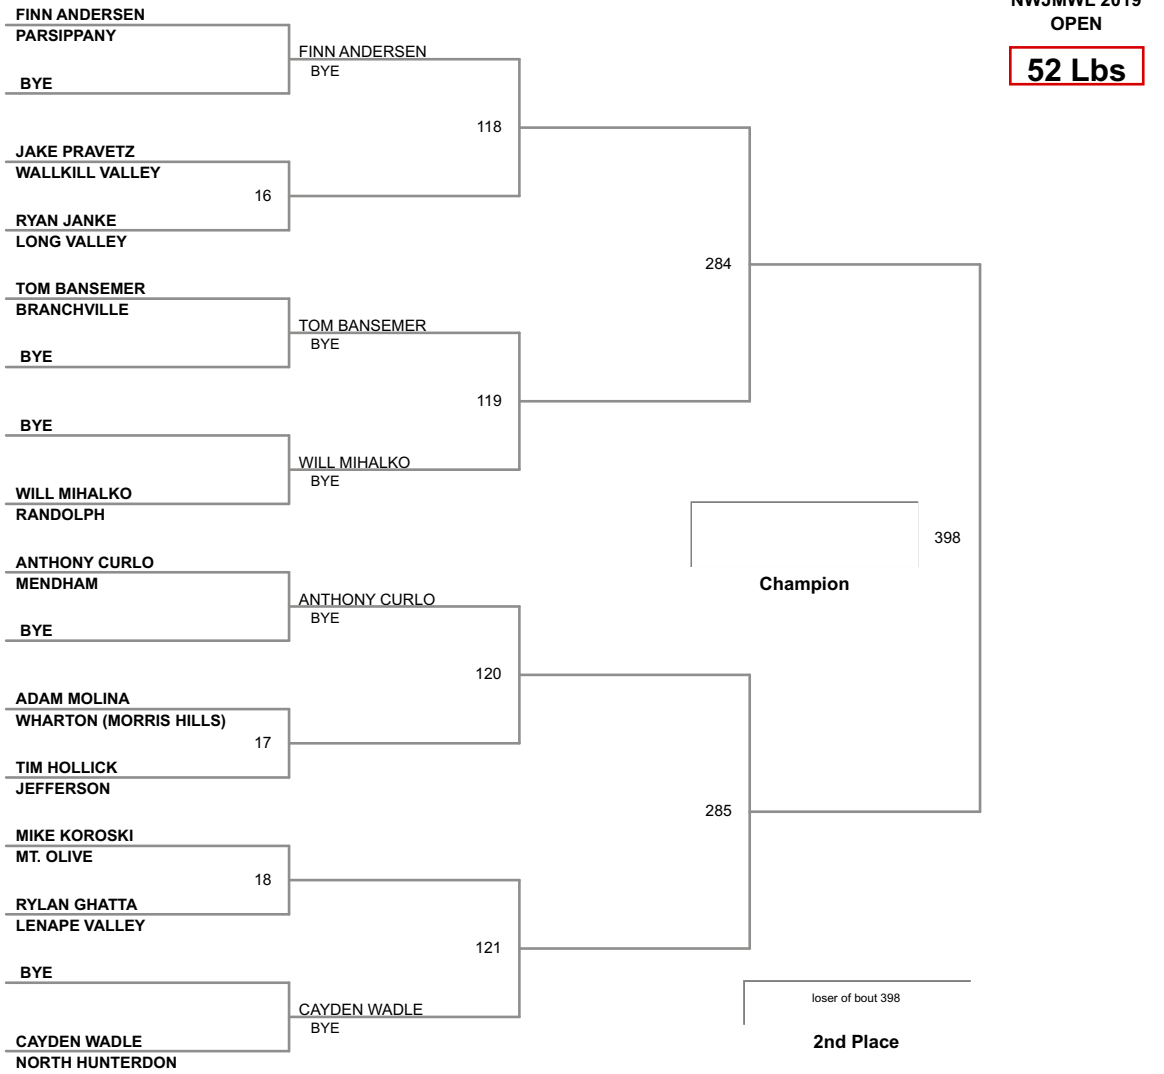 NWJMWL 2019
OPEN
52 Lbs
FINN ANDERSEN
PARSIPPANY
BYE
FINN ANDERSEN
BYE
118
JAKE PRAVETZ
WALLKILL VALLEY
16
RYAN JANKE
LONG VALLEY
284
TOM BANSEMER
BRANCHVILLE
BYE
TOM BANSEMER
BYE
119
BYE
WILL MIHALKO
RANDOLPH
WILL MIHALKO
BYE
398
Champion
ANTHONY CURLO
MENDHAM
BYE
ANTHONY CURLO
BYE
120
ADAM MOLINA
WHARTON (MORRIS HILLS)
17
TIM HOLLICK
JEFFERSON
285
MIKE KOROSKI
MT. OLIVE
18
RYLAN GHATTA
LENAPE VALLEY
121
BYE
CAYDEN WADLE
NORTH HUNTERDON
CAYDEN WADLE
BYE
loser of bout 398
2nd Place